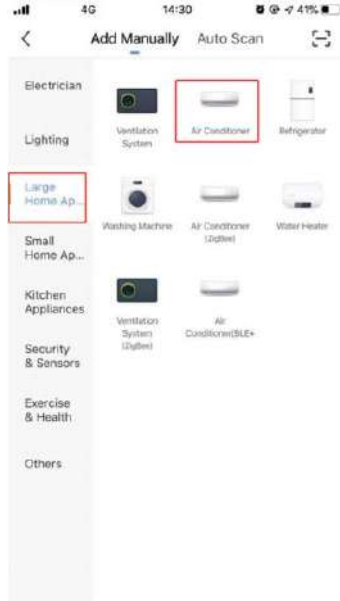 4G 14:30 41%
Add Manually Auto Scan
Electrician
Lighting
Large
Home Ap...
Small
Home Ap...
Kitchen
Appliances
Security
& Sensors
Exercise
& Health
Others
Ventilation
System
Air Conditioner
Refrigerator
Washing Machine
Air Conditioner
(ZigBee)
Water Heater
Ventilation
System
(ZigBee)
Air
Conditioner(BLE+